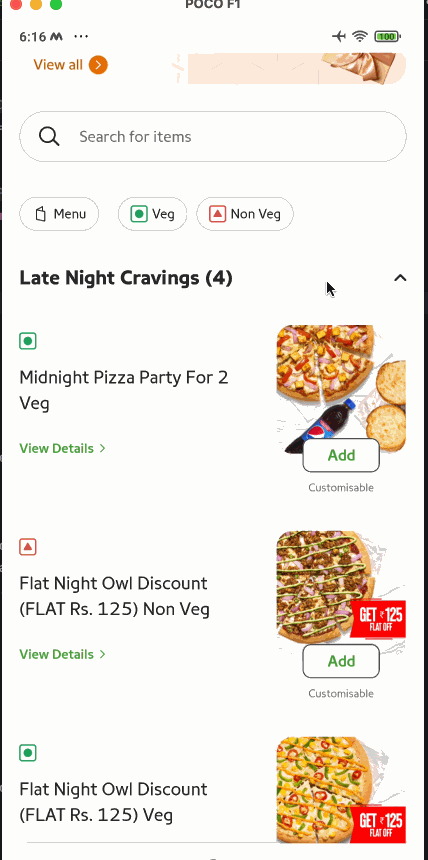 POCO F1
6:16
100
View all
Search for items
Menu
Veg
Non Veg
Late Night Cravings (4)
Midnight Pizza Party For 2
Veg
View Details
Add
Customisable
Flat Night Owl Discount
(FLAT Rs. 125) Non Veg
View Details
GET ₹125
FLAT OFF
Add
Customisable
Flat Night Owl Discount
(FLAT Rs. 125) Veg
GET ₹125
FLAT OFF